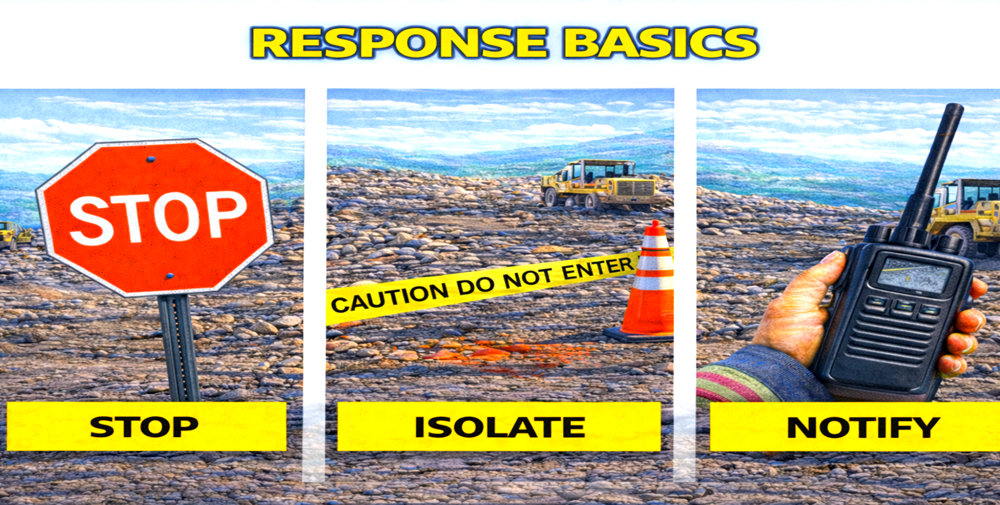 RESPONSE BASICS
STOP
CAUTION DO NOT ENTER
STOP
ISOLATE
NOTIFY